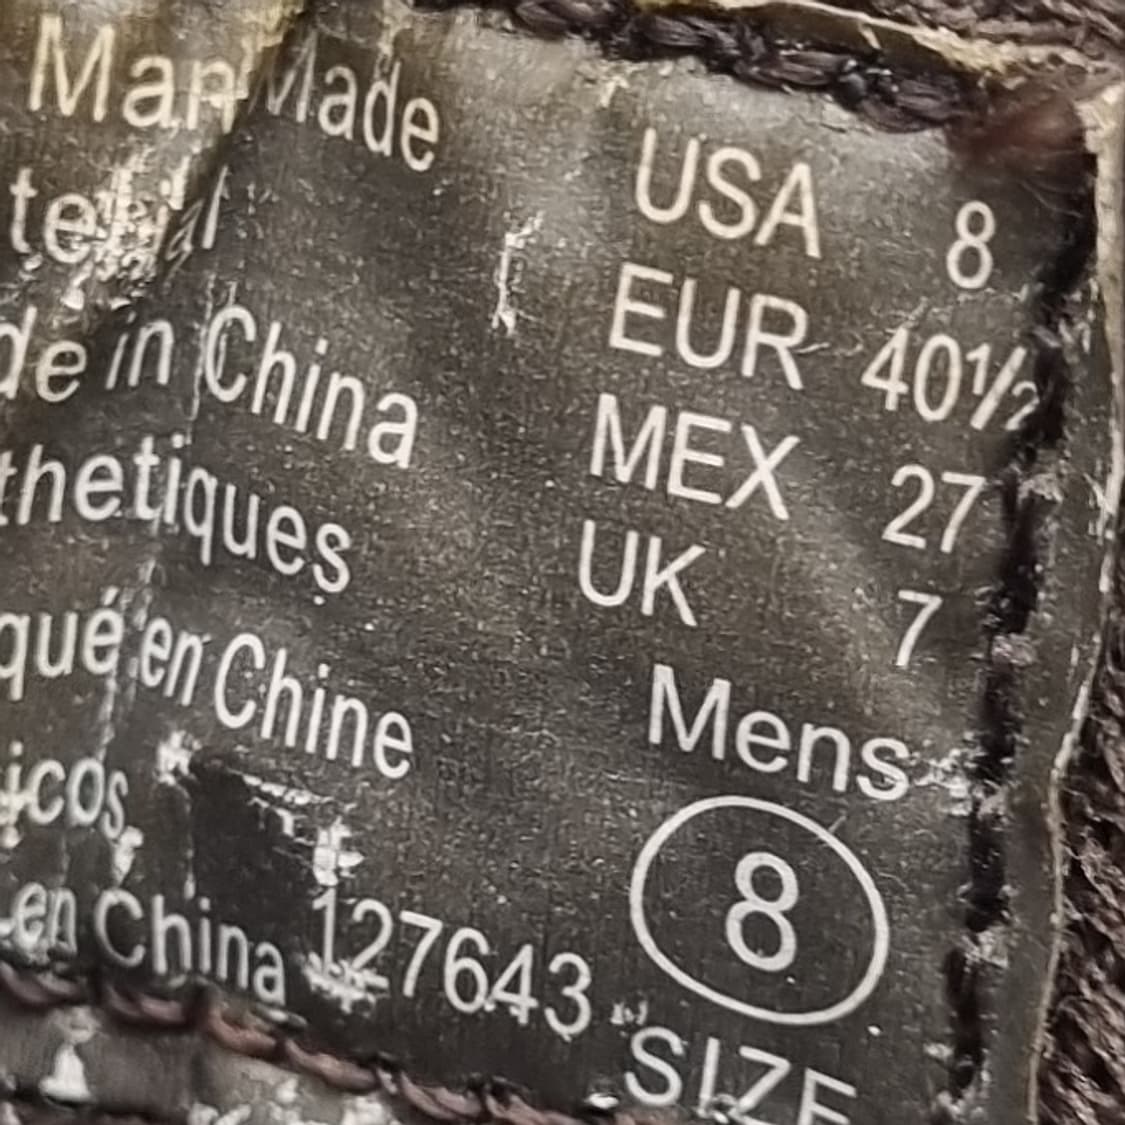 Man Made
terial
de in China
thetiques
qué en Chine
icos
en China 127643
USA 8
EUR 40½
MEX 27
UK 7
Mens
8
SIZE